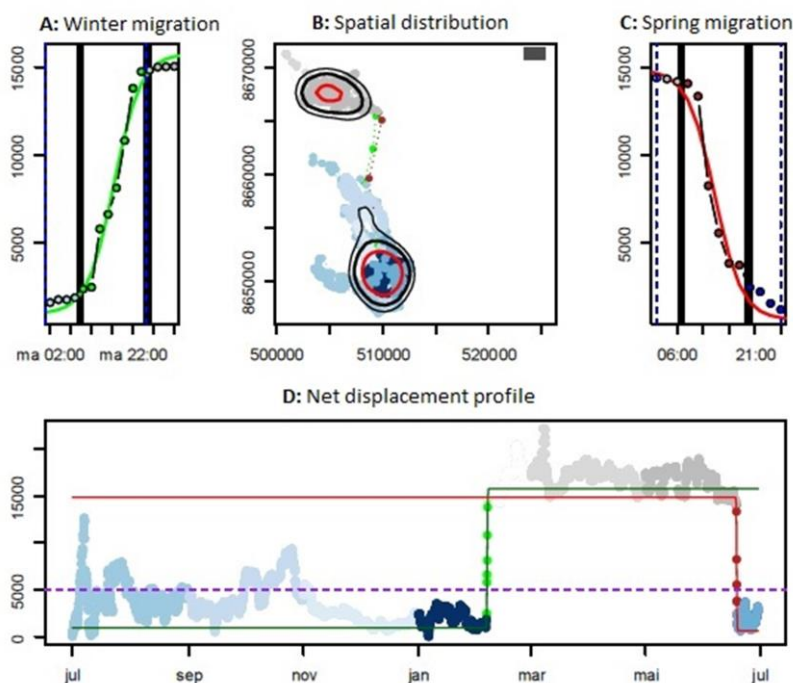 A: Winter migration
B: Spatial distribution
C: Spring migration
15000
10000
5000
ma 02:00 ma 22:00
8670000
8660000
8650000
500000 510000 520000
15000
10000
5000
06:00 21:00
D: Net displacement profile
15000
5000
0
jul sep nov jan mar mai jul